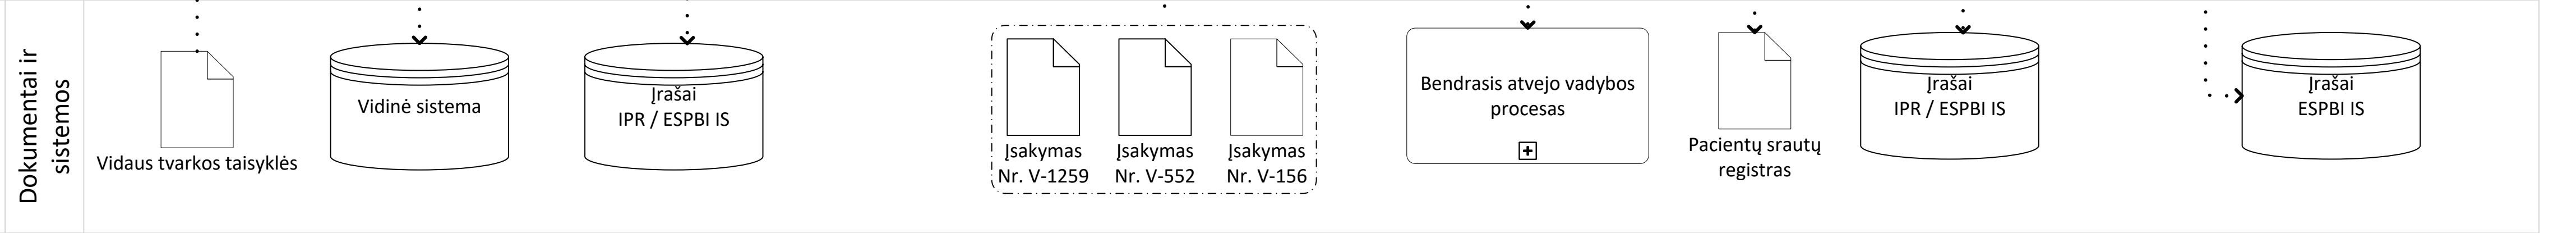 Dokumentai ir
sistemos
Vidaus tvarkos taisyklės
Vidinė sistema
Įrašai
IPR / ESPBI IS
Įsakymas
Nr. V-1259
Įsakymas
Nr. V-552
Įsakymas
Nr. V-156
Bendrasis atvejo vadybos
procesas
Pacientų srautų
registras
Įrašai
IPR / ESPBI IS
Įrašai
ESPBI IS